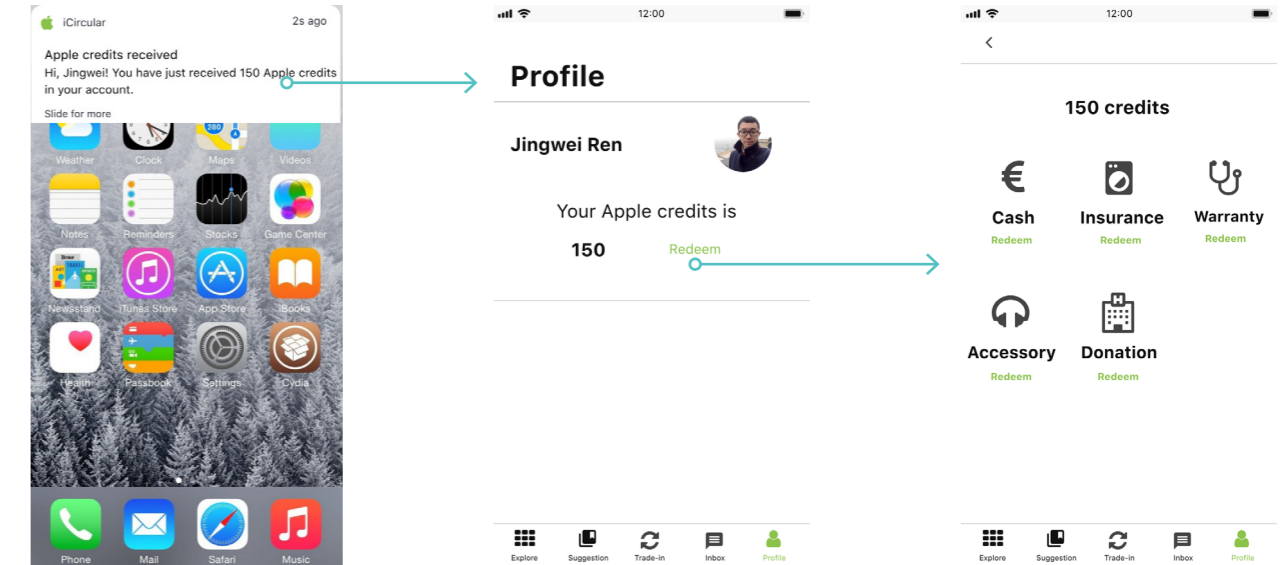 iCircular
2s ago
Apple credits received
Hi, Jingwei! You have just received 150 Apple credits
in your account.
Slide for more
280
Weather Clock Maps Videos
Notes Reminders Stocks Game Center
Newsstand iTunes Store App Store iBooks
Health Passbook Settings Cydia
Phone Mail Safari Music
12:00
Profile
Jingwei Ren
Your Apple credits is
150 Redeem
Explore Suggestion Trade-in Inbox Profile
12:00
150 credits
€
Cash Insurance Warranty
Redeem Redeem Redeem
H
Accessory Donation
Redeem Redeem
Explore Suggestion Trade-in Inbox Profile